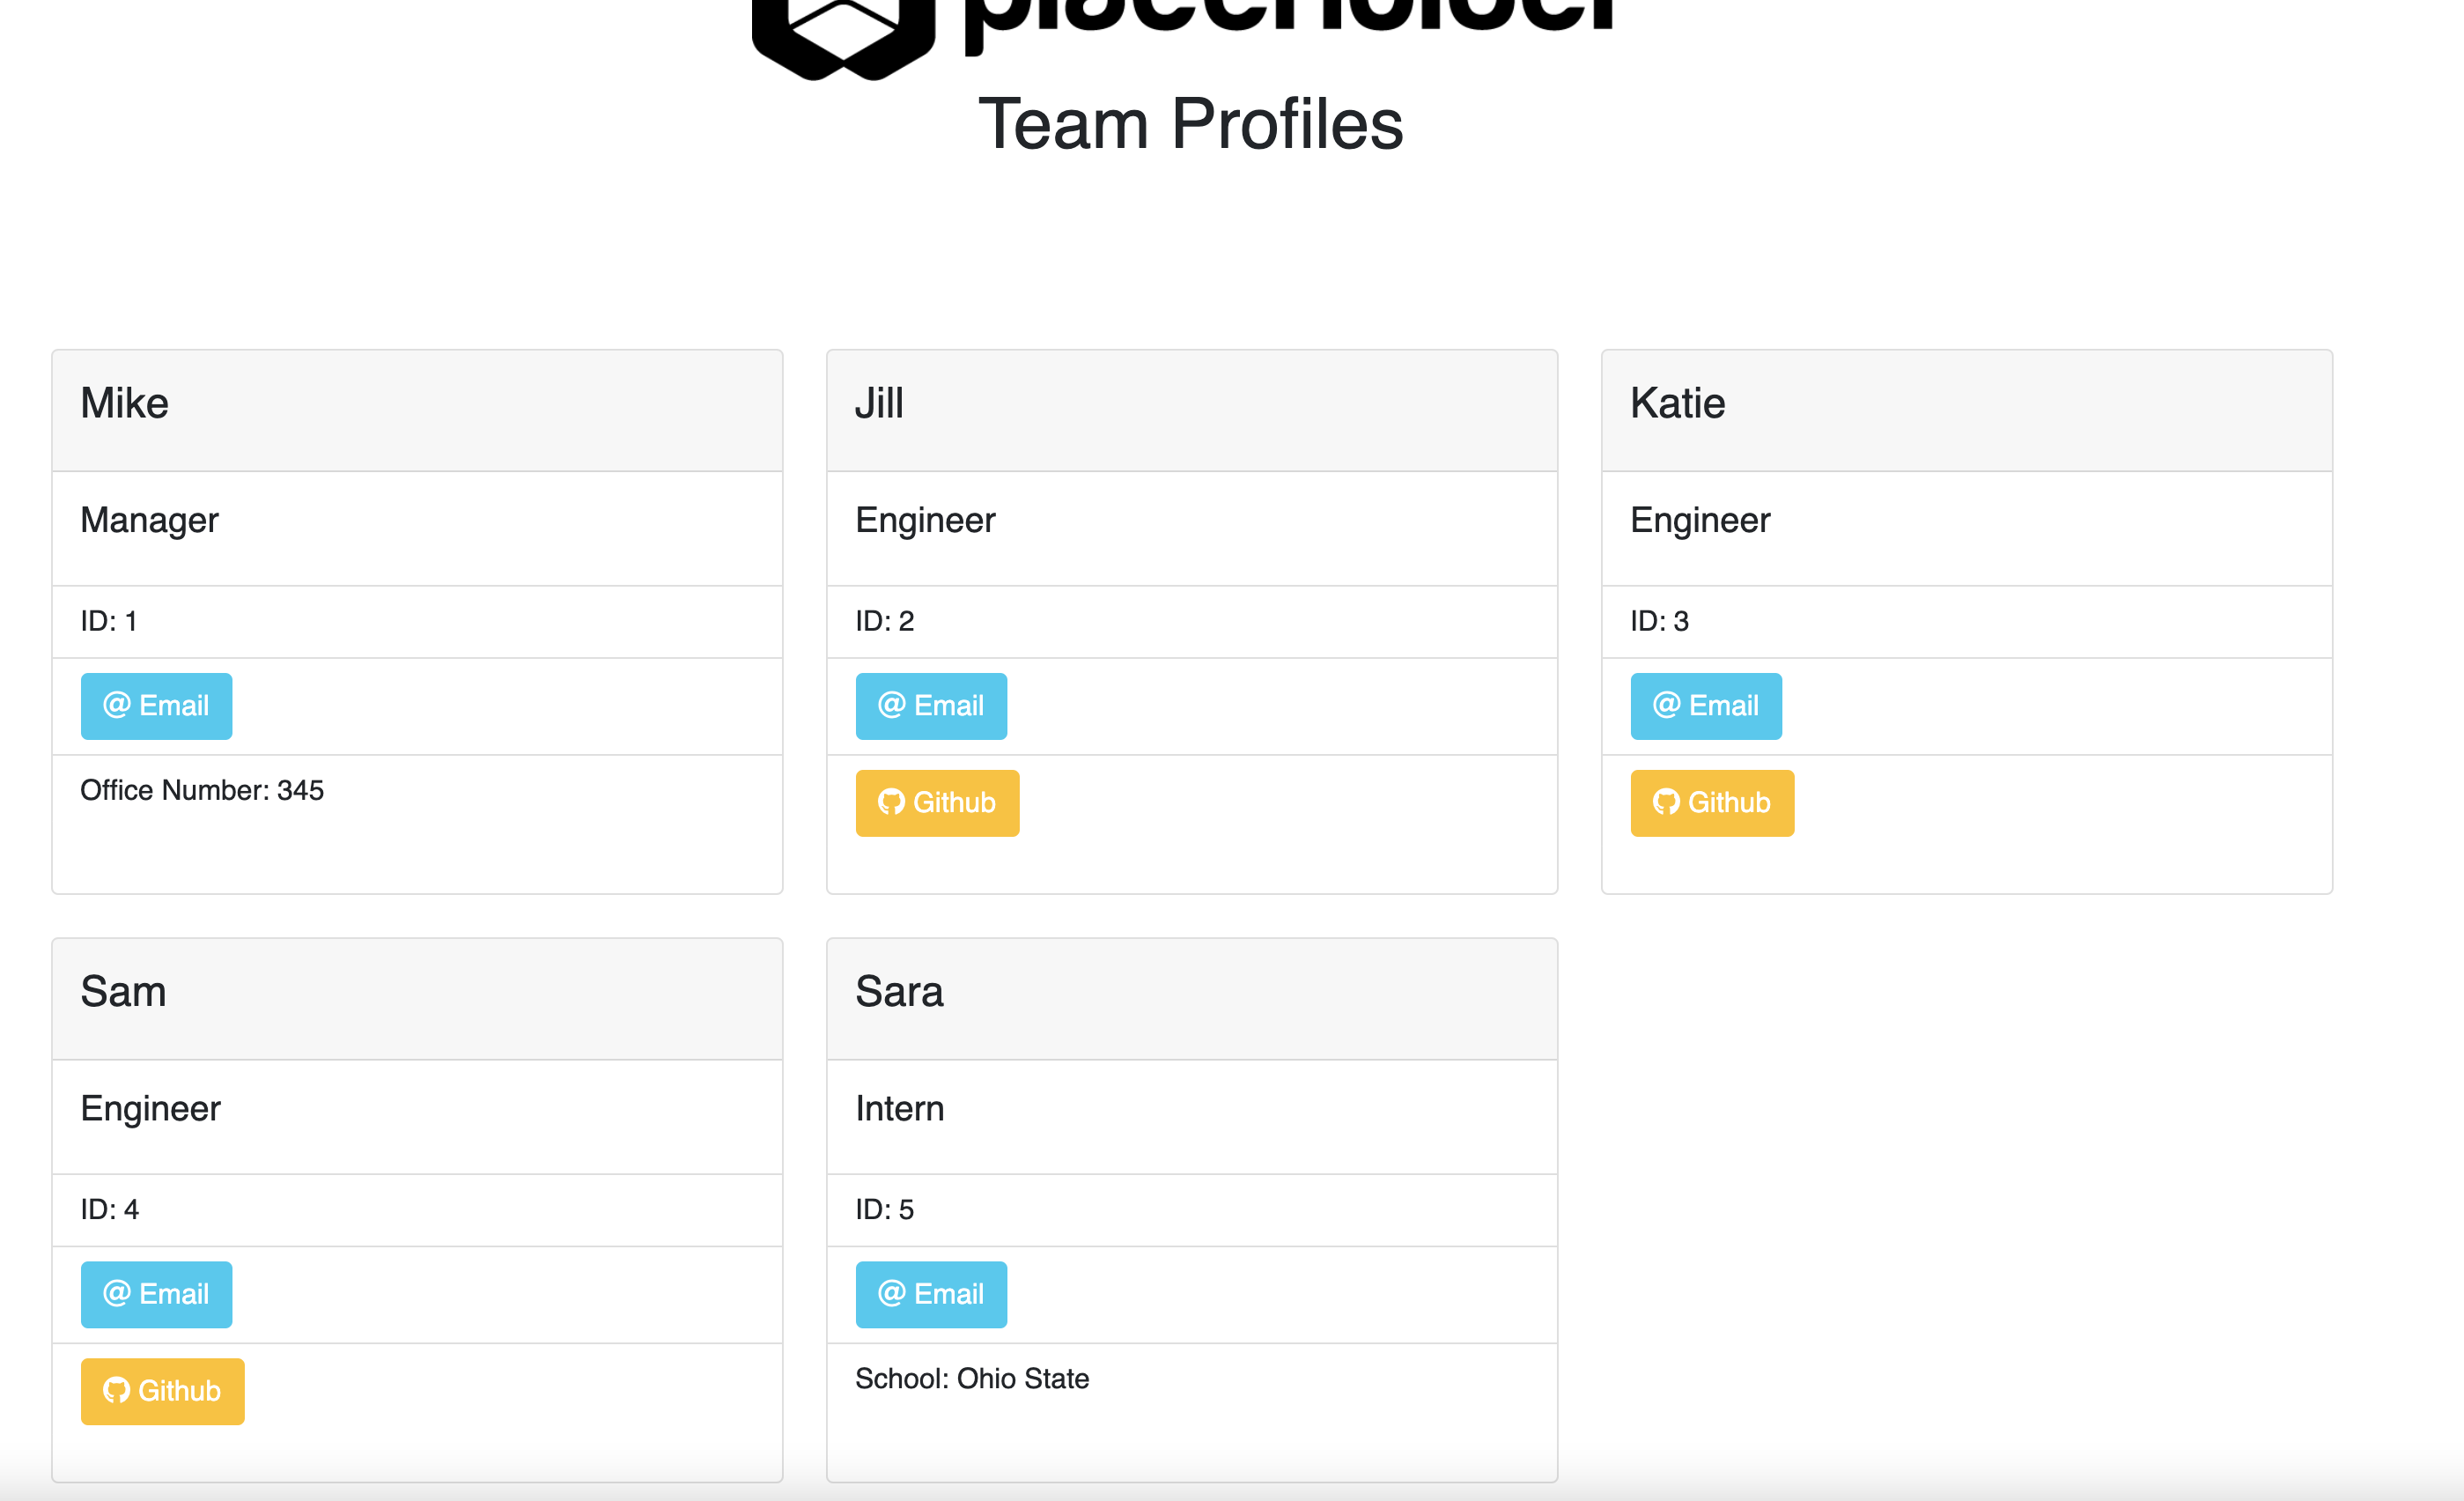 placeholder
Team Profiles
Mike
Manager
ID: 1
@ Email
Office Number: 345
Jill
Engineer
ID: 2
@ Email
Github
Katie
Engineer
ID: 3
@ Email
Github
Sam
Engineer
ID: 4
@ Email
Github
Sara
Intern
ID: 5
@ Email
School: Ohio State